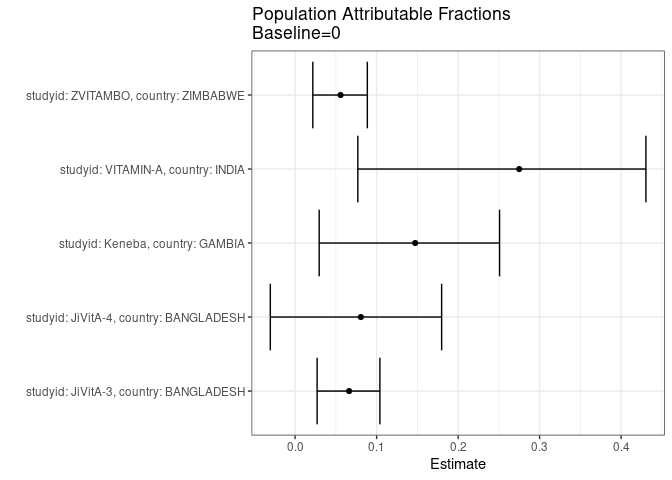 Population Attributable Fractions
Baseline=0
studyid: ZVITAMBO, country: ZIMBABWE
studyid: VITAMIN-A, country: INDIA
studyid: Keneba, country: GAMBIA
studyid: JiVitA-4, country: BANGLADESH
studyid: JiVitA-3, country: BANGLADESH
0.0 0.1 0.2 0.3 0.4
Estimate